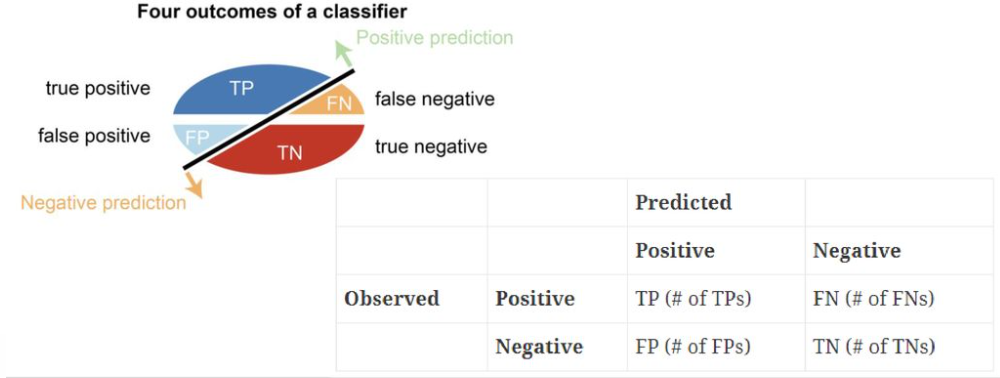 Four outcomes of a classifier
Positive prediction
true positive
TP
FN
false negative
false positive
FP
TN
true negative
Negative prediction
Predicted
Positive Negative
Observed Positive TP (# of TPs) FN (# of FNs)
Negative FP (# of FPs) TN (# of TNs)